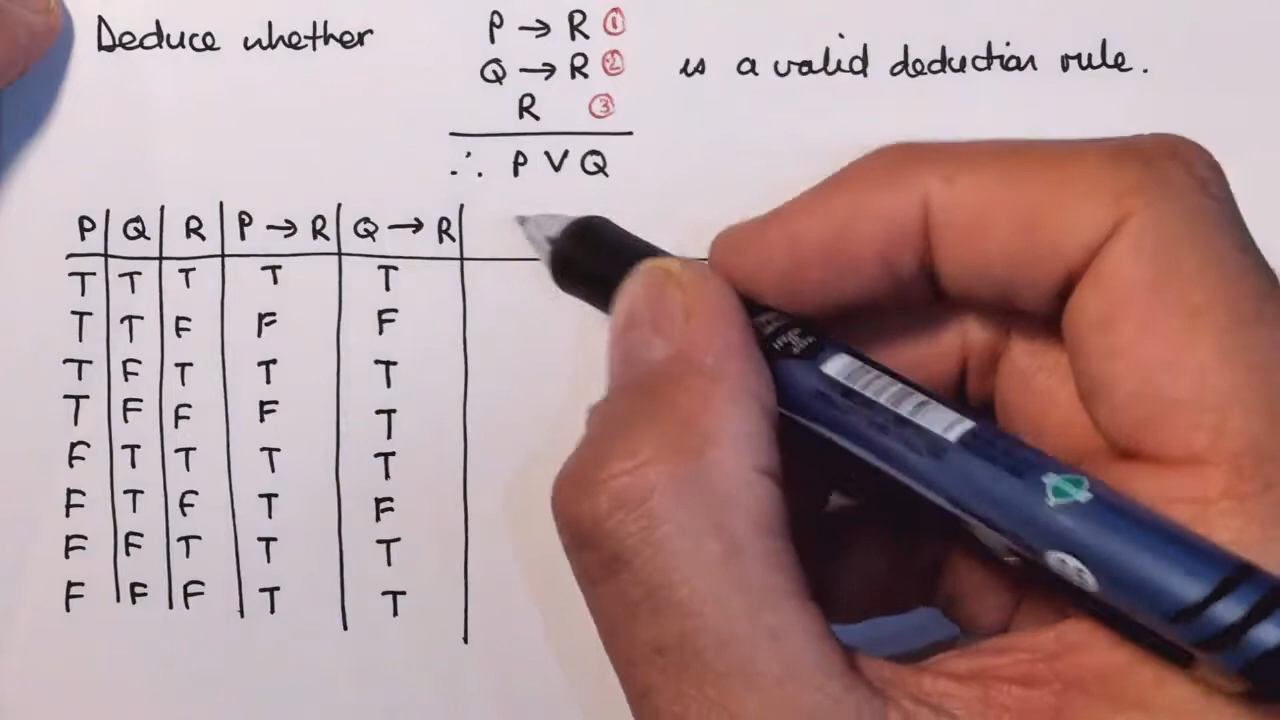 Deduce whether P → R ① is a valid deduction rule.
Q → R ②
R ③
∴ P V Q
P Q R P → R Q → R
T T T T T
T T F F F
T F T T T
T F F F T
F T T T T
F T F T F
F F T T T
F F F T T